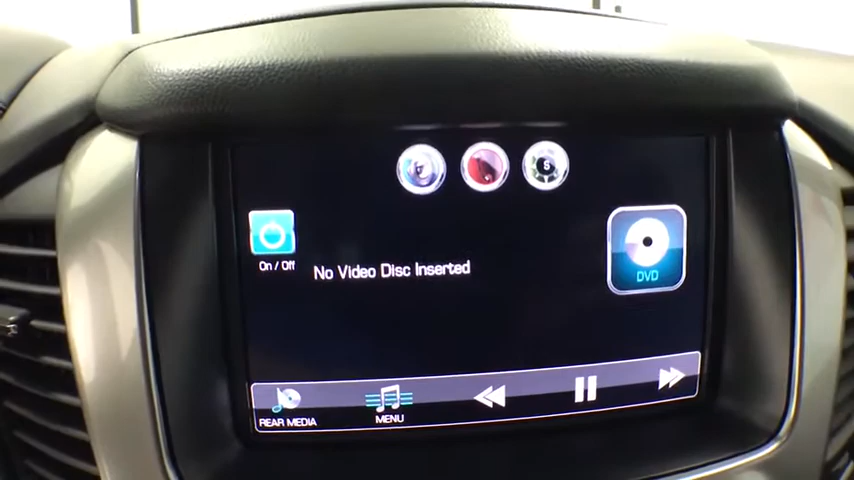 S
On / Off
No Video Disc Inserted
DVD
REAR MEDIA
MENU